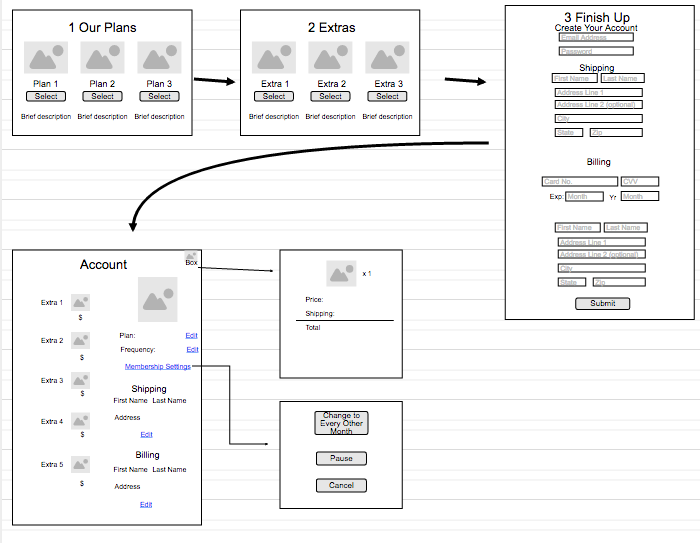 1 Our Plans
Plan 1 Plan 2 Plan 3
Select Select Select
Brief description Brief description Brief description
2 Extras
Extra 1 Extra 2 Extra 3
Select Select Select
Brief description Brief description Brief description
3 Finish Up
Create Your Account
Email Address
Password
Shipping
First Name Last Name
Address Line 1
Address Line 2 (optional)
City
State Zip
Billing
Card No. CVV
Exp: Month Yr Month
First Name Last Name
Address Line 1
Address Line 2 (optional)
City
State Zip
Submit
Account
Box
Extra 1
$
Extra 2
$
Extra 3
$
Extra 4
$
Extra 5
$
Plan: Edit
Frequency: Edit
Membership Settings
Shipping
First Name Last Name
Address
Edit
Billing
First Name Last Name
Address
Edit
x 1
Price:
Shipping:
Total
Change to
Every Other
Month
Pause
Cancel